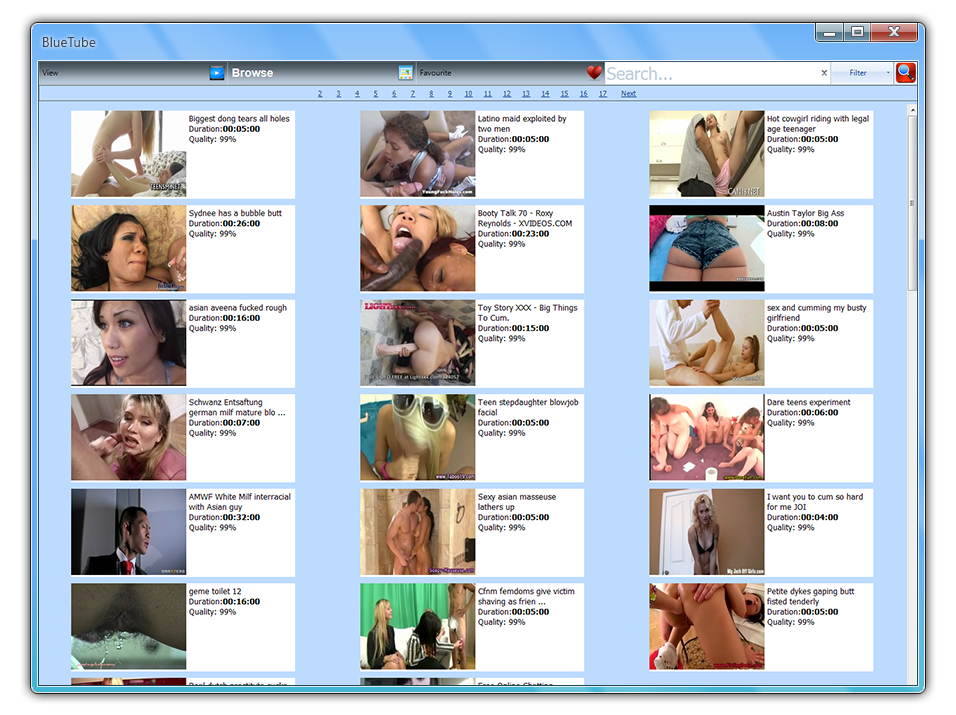 BlueTube
View
Browse
Favourite
Search...
x
Filter
2 3 4 5 6 7 8 9 10 11 12 13 14 15 16 17 Next
Biggest dong tears all holes
Duration:00:05:00
Quality: 99%
Latino maid exploited by
two men
Duration:00:05:00
Quality: 99%
YoungFuckHoles.com
Hot cowgirl riding with legal
age teenager
Duration:00:05:00
Quality: 99%
Sydnee has a bubble butt
Duration:00:26:00
Quality: 99%
Booty Talk 70 - Roxy
Reynolds - XVIDEOS.COM
Duration:00:23:00
Quality: 99%
Austin Taylor Big Ass
Duration:00:08:00
Quality: 99%
asian aveena fucked rough
Duration:00:16:00
Quality: 99%
Toy Story XXX - Big Things
To Cum.
Duration:00:15:00
Quality: 99%
sex and cumming my busty
girlfriend
Duration:00:05:00
Quality: 99%
Schwanz Entsaftung
german milf mature blo ...
Duration:00:07:00
Quality: 99%
Teen stepdaughter blowjob
facial
Duration:00:05:00
Quality: 99%
Dare teens experiment
Duration:00:06:00
Quality: 99%
AMWF White Milf interracial
with Asian guy
Duration:00:32:00
Quality: 99%
Sexy asian masseuse
lathers up
Duration:00:05:00
Quality: 99%
I want you to cum so hard
for me JOI
Duration:00:04:00
Quality: 99%
My Jerk Off Girls.com
geme toilet 12
Duration:00:16:00
Quality: 99%
Cfnm femdoms give victim
shaving as frien ...
Duration:00:05:00
Quality: 99%
Petite dykes gaping butt
fisted tenderly
Duration:00:05:00
Quality: 99%